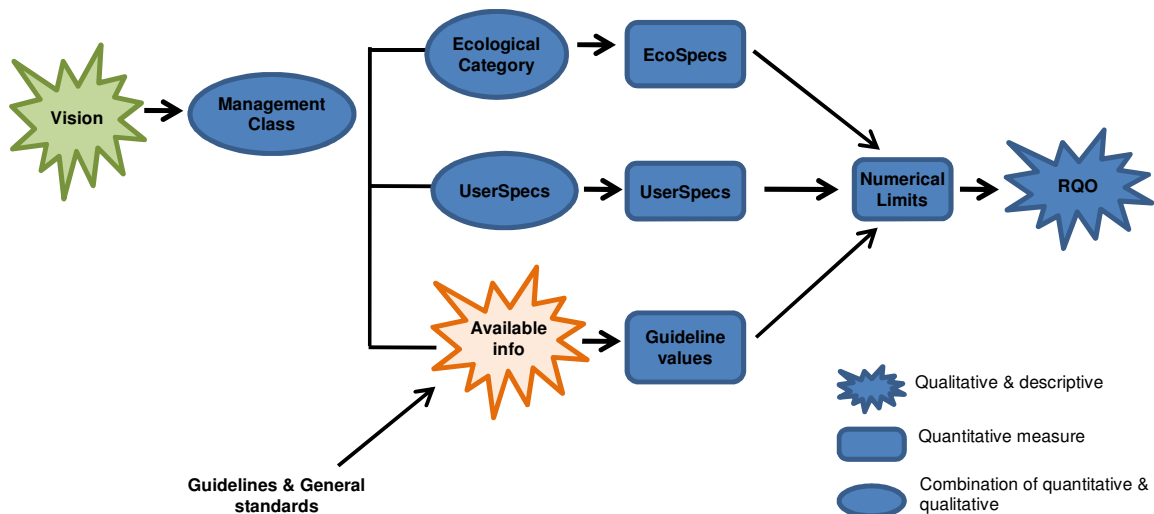 Vision
Management
Class
Ecological
Category
EcoSpecs
UserSpecs
UserSpecs
Available
info
Guideline
values
Numerical
Limits
RQO
Guidelines & General
standards
Qualitative & descriptive
Quantitative measure
Combination of quantitative &
qualitative